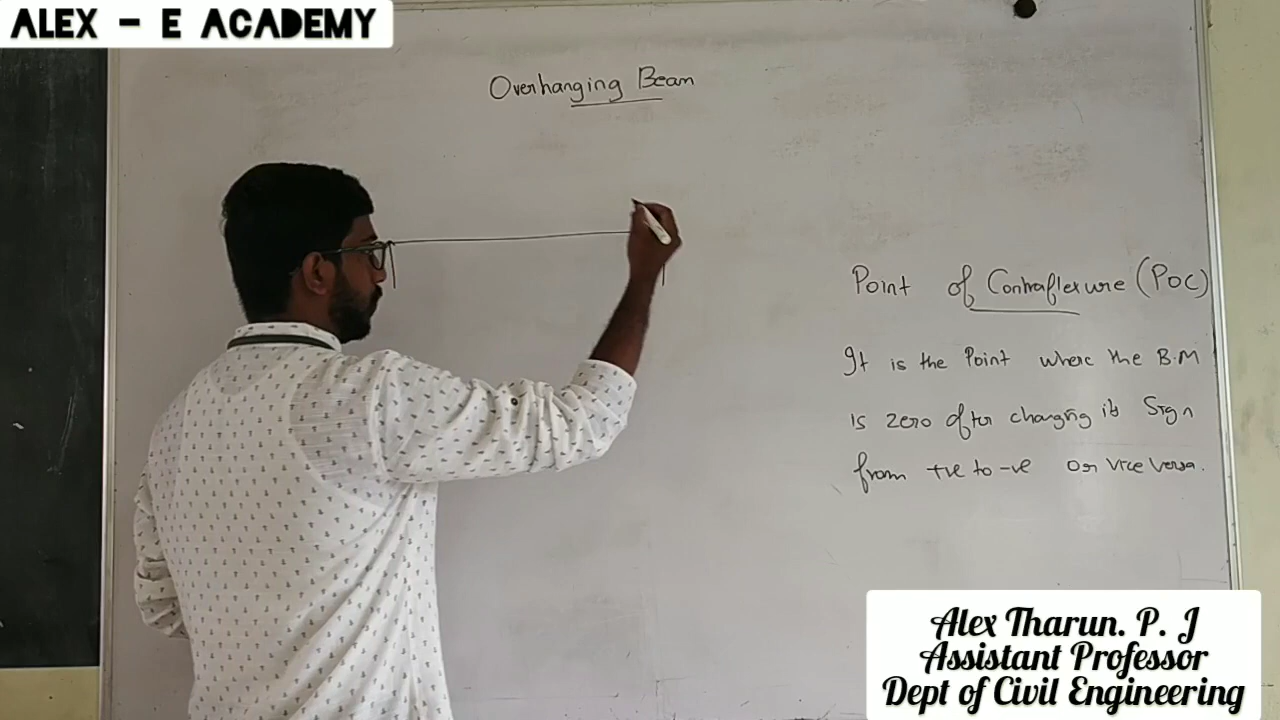 ALEX - E ACADEMY
Overhanging Beam
Point of Contraflexure (POC)
It is the Point where the B.M
is zero after changing its Sign
from +ve to -ve or vice versa.
Alex Tharun. P. J
Assistant Professor
Dept of Civil Engineering